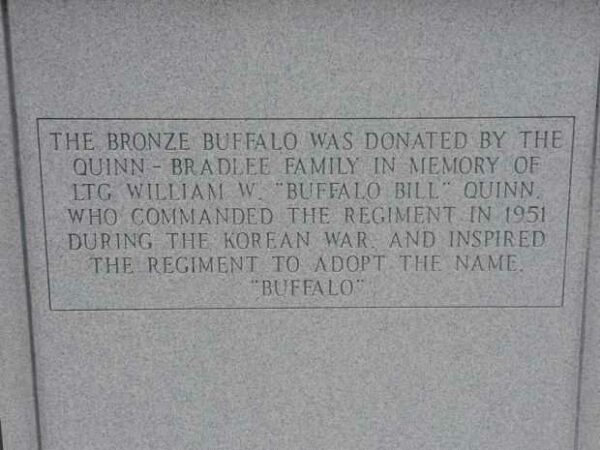 THE BRONZE BUFFALO WAS DONATED BY THE
QUINN - BRADLEE FAMILY IN MEMORY OF
LTG WILLIAM W. "BUFFALO BILL" QUINN,
WHO COMMANDED THE REGIMENT IN 1951
DURING THE KOREAN WAR, AND INSPIRED
THE REGIMENT TO ADOPT THE NAME,
"BUFFALO"